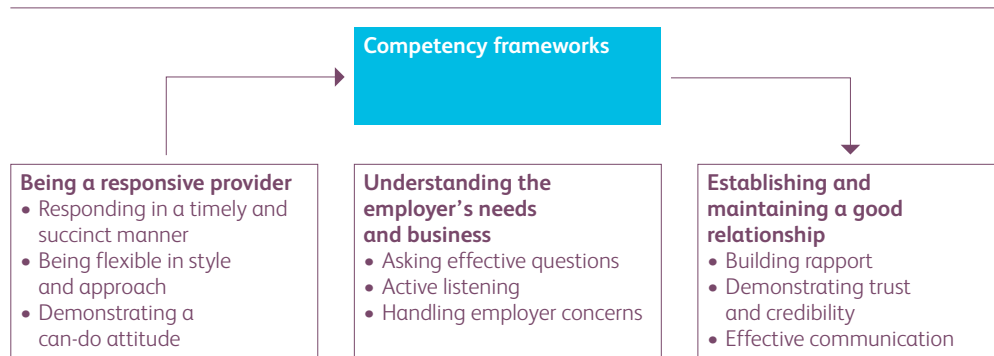 Competency frameworks
Being a responsive provider
• Responding in a timely and
succinct manner
• Being flexible in style
and approach
• Demonstrating a
can-do attitude
Understanding the
employer’s needs
and business
• Asking effective questions
• Active listening
• Handling employer concerns
Establishing and
maintaining a good
relationship
• Building rapport
• Demonstrating trust
and credibility
• Effective communication